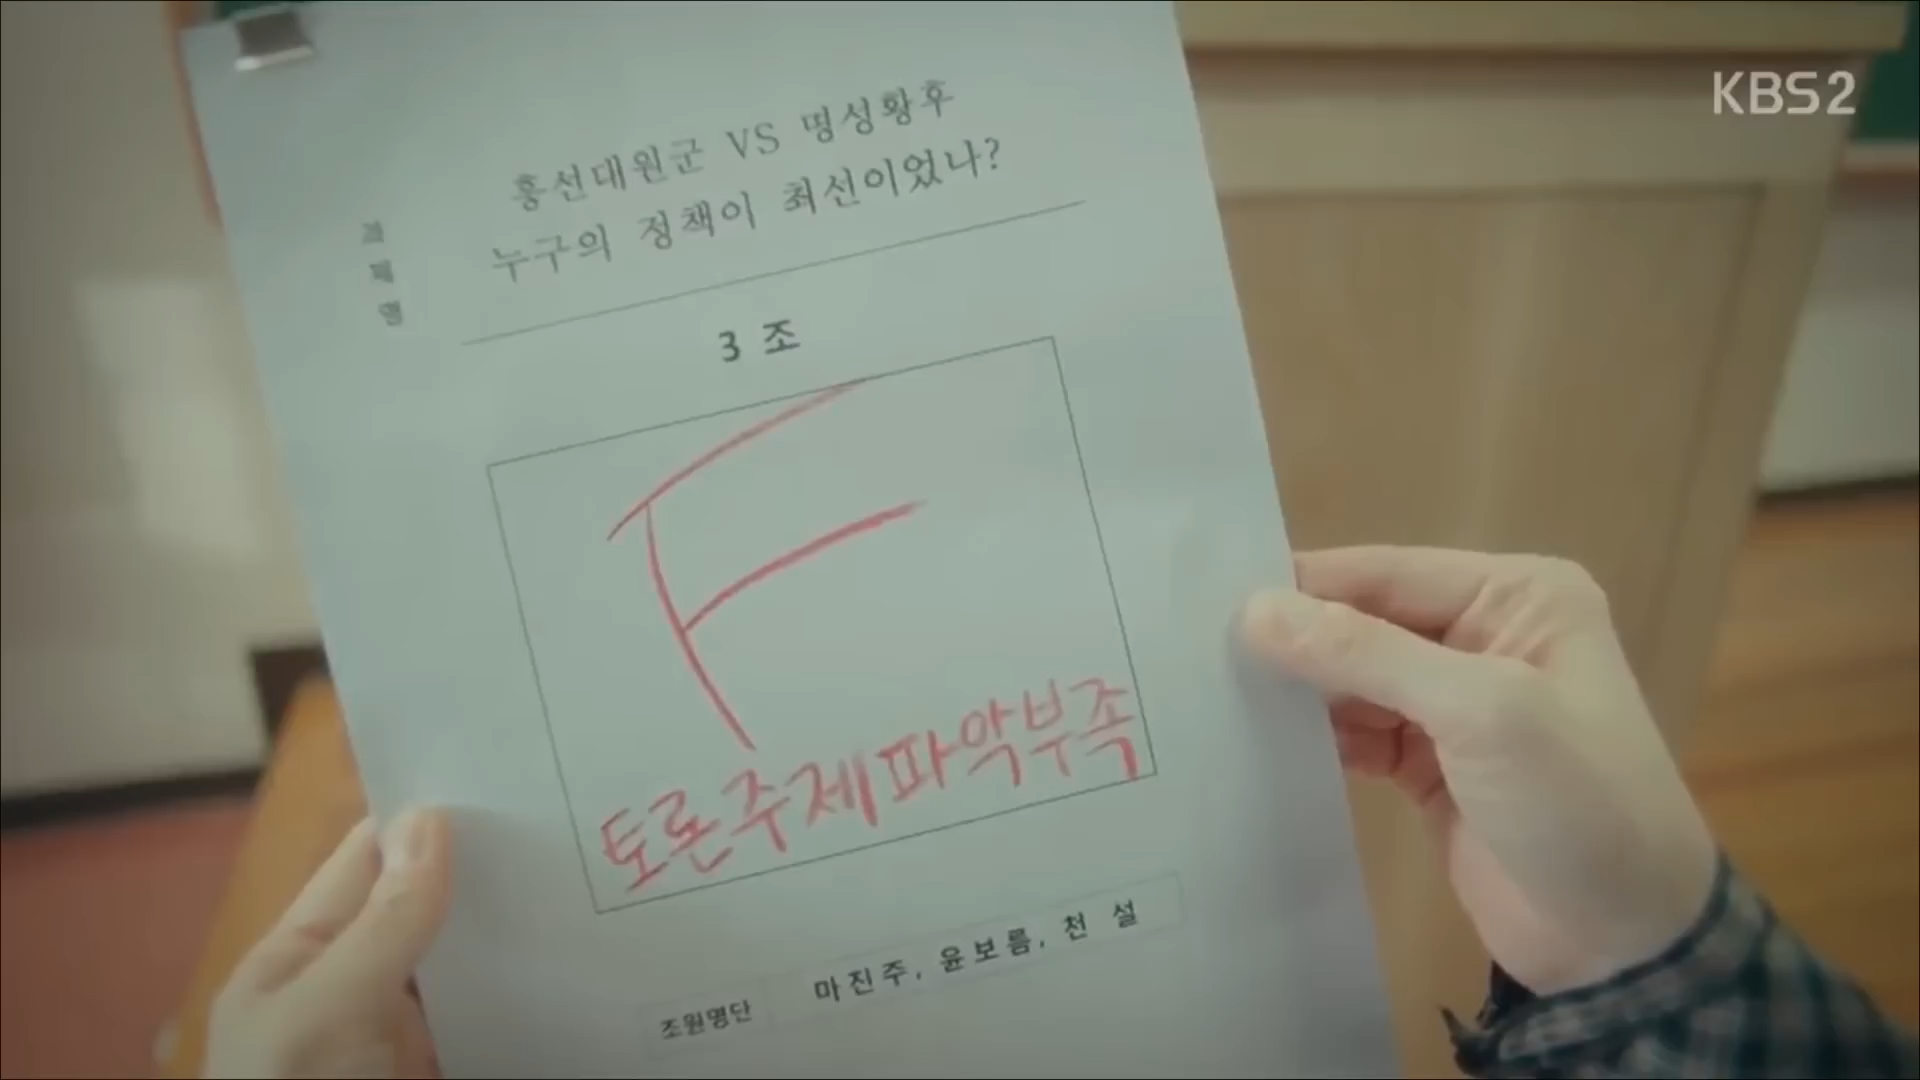 KBS2
흥선대원군 VS 명성황후
누구의 정책이 최선이었나?
과제명
3 조
F
토론주제파악부족
조원명단
마진주, 윤보름, 천 설